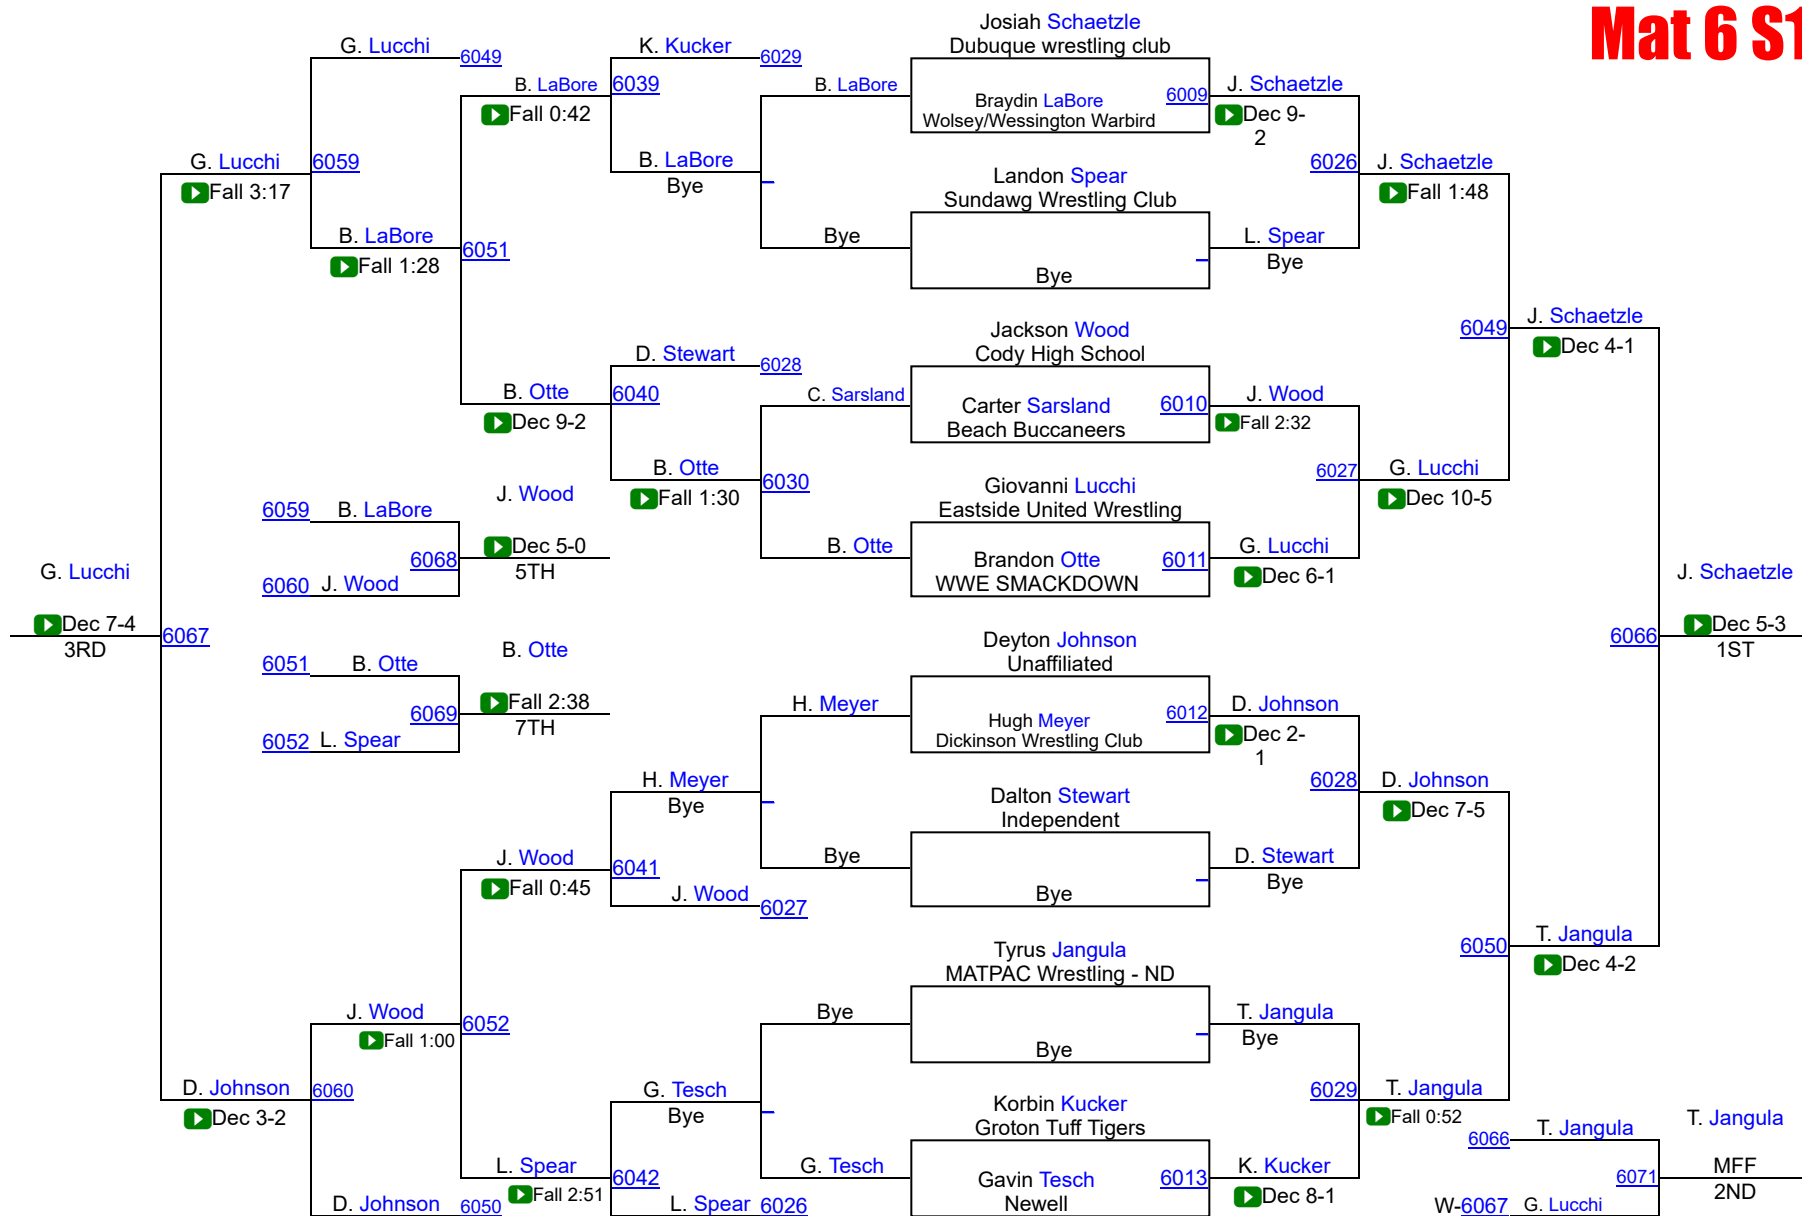 Mat 6 S1
Josiah Schaetzle
Dubuque wrestling club
G. Lucchi
6049
K. Kucker
6029
B. LaBore
6039
Fall 0:42
B. LaBore
Braydin LaBore
Wolsey/Wessington Warbird
6009
J. Schaetzle
Dec 9-
2
G. Lucchi
6059
Fall 3:17
B. LaBore
Bye
Landon Spear
Sundawg Wrestling Club
6026
J. Schaetzle
Fall 1:48
B. LaBore
6051
Fall 1:28
Bye
Bye
L. Spear
Bye
Jackson Wood
Cody High School
6049
J. Schaetzle
Dec 4-1
D. Stewart
6028
B. Otte
6040
Dec 9-2
C. Sarsland
Carter Sarsland
Beach Buccaneers
6010
J. Wood
Fall 2:32
B. Otte
6030
Fall 1:30
Giovanni Lucchi
Eastside United Wrestling
6027
G. Lucchi
Dec 10-5
6059
B. LaBore
J. Wood
6068
Dec 5-0
5TH
6060
J. Wood
B. Otte
Brandon Otte
WWE SMACKDOWN
6011
G. Lucchi
Dec 6-1
G. Lucchi
Dec 7-4
3RD
6067
J. Schaetzle
6066
Dec 5-3
1ST
Deyton Johnson
Unaffiliated
6051
B. Otte
B. Otte
6069
Fall 2:38
7TH
6052
L. Spear
H. Meyer
Hugh Meyer
Dickinson Wrestling Club
6012
D. Johnson
Dec 2-
1
H. Meyer
Bye
Dalton Stewart
Independent
6028
D. Johnson
Dec 7-5
J. Wood
6041
Fall 0:45
Bye
Bye
D. Stewart
Bye
J. Wood
6027
Tyrus Jangula
MATPAC Wrestling - ND
6050
T. Jangula
Dec 4-2
J. Wood
6052
Fall 1:00
Bye
Bye
T. Jangula
Bye
D. Johnson
6060
Dec 3-2
G. Tesch
Bye
Korbin Kucker
Groton Tuff Tigers
6029
T. Jangula
Fall 0:52
6066
T. Jangula
T. Jangula
L. Spear
6042
Fall 2:51
G. Tesch
Gavin Tesch
Newell
6013
K. Kucker
Dec 8-1
6071
MFF
2ND
D. Johnson
6050
L. Spear
6026
W-6067
G. Lucchi